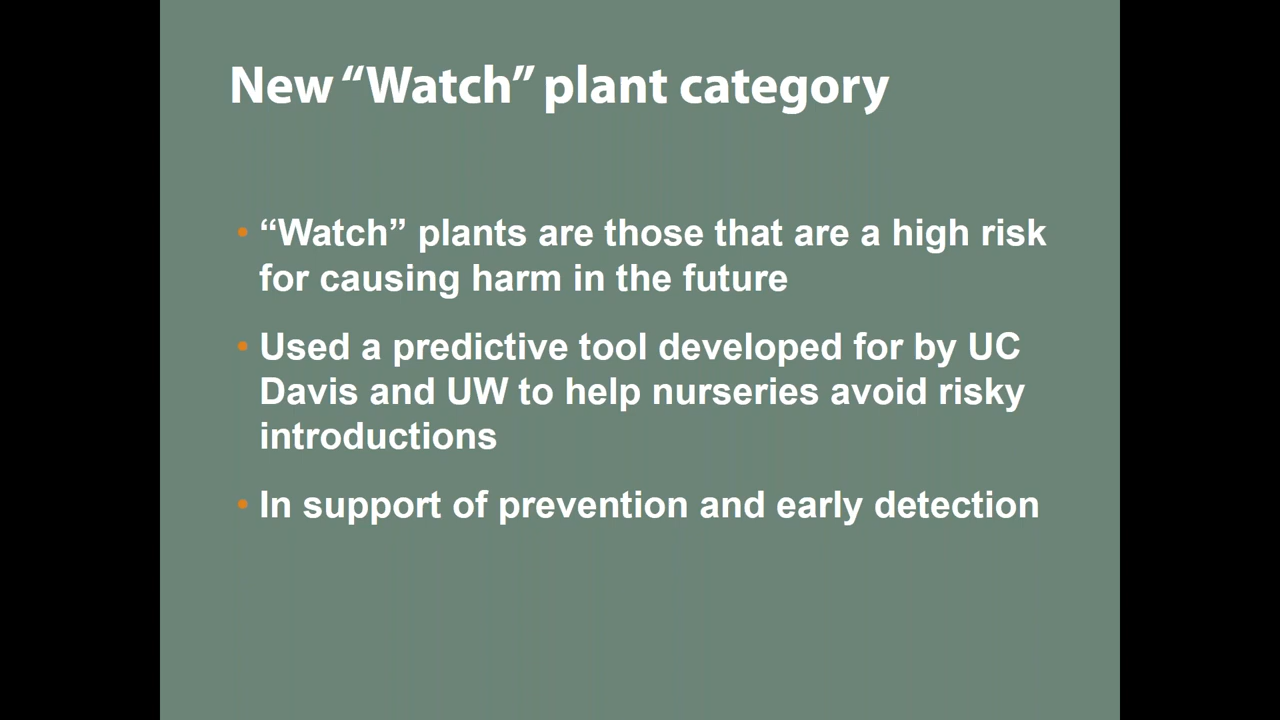 New “Watch” plant category
• “Watch” plants are those that are a high risk
for causing harm in the future
• Used a predictive tool developed for by UC
Davis and UW to help nurseries avoid risky
introductions
• In support of prevention and early detection